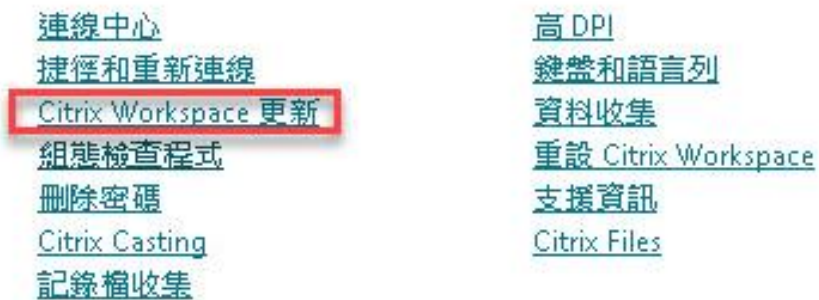 連線中心
捷徑和重新連線
Citrix Workspace 更新
組態檢查程式
刪除密碼
Citrix Casting
記錄檔收集
高 DPI
鍵盤和語言列
資料收集
重設 Citrix Workspace
支援資訊
Citrix Files